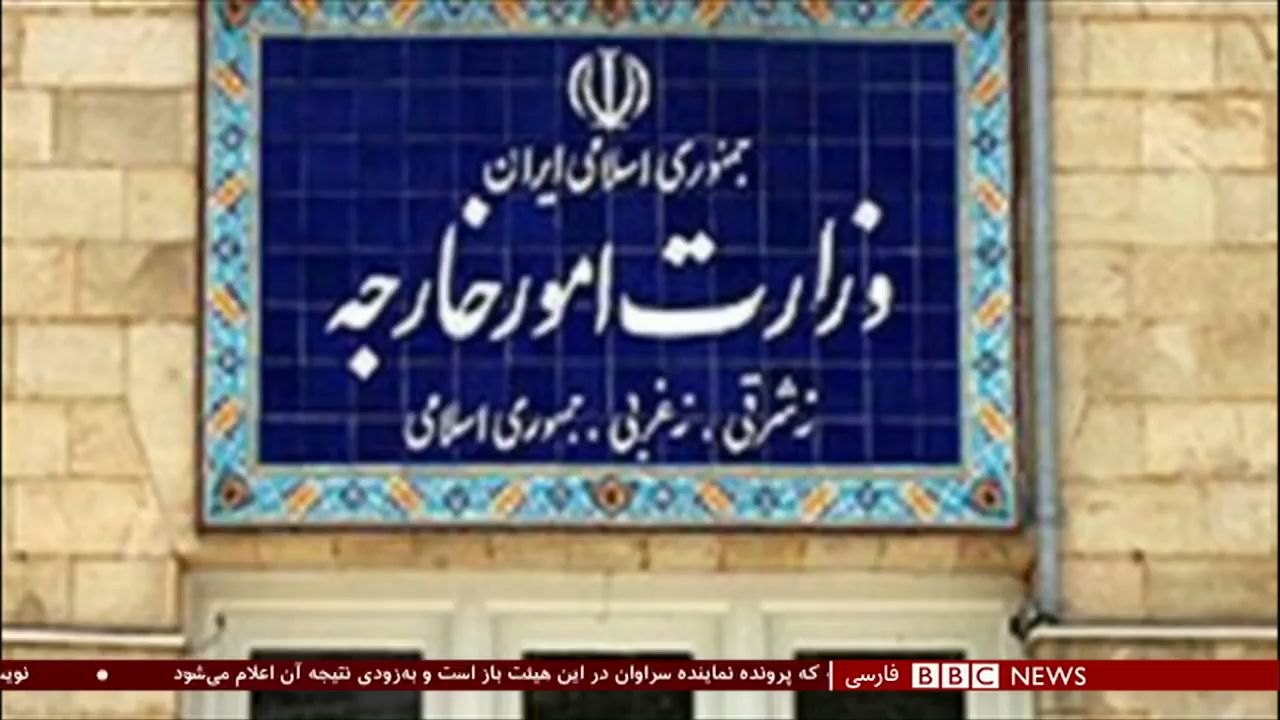 جمهوری اسلامی ایران
وزارت امور خارجه
نه شرقی . نه غربی . جمهوری اسلامی
که پرونده نماینده سراوان در این هیئت باز است و به‌زودی نتیجه آن اعلام می‌شود •
فارسی BBC NEWS